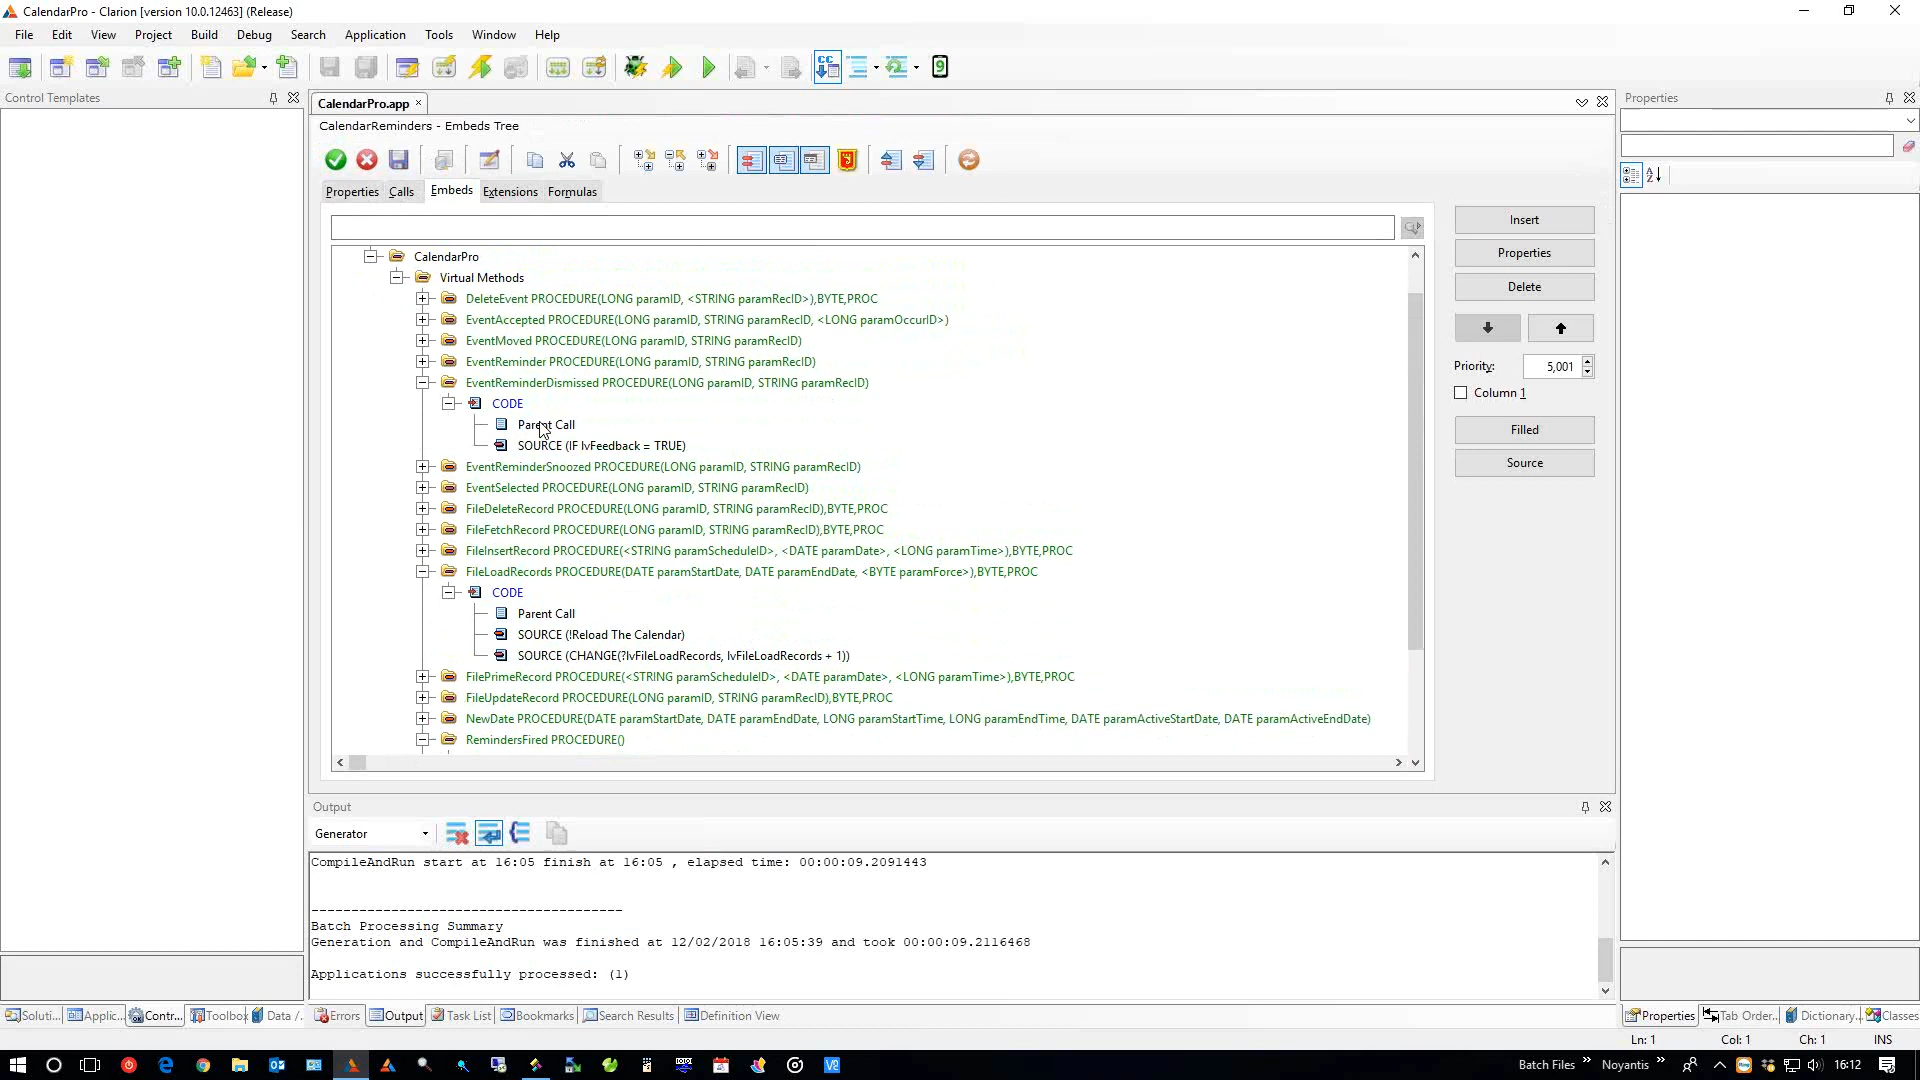 CalendarPro - Clarion [version 10.0.12463] (Release)
File Edit View Project Build Debug Search Application Tools Window Help
Control Templates
CalendarPro.app
Properties
CalendarReminders - Embeds Tree
Properties Calls Embeds Extensions Formulas
CalendarPro
Virtual Methods
DeleteEvent PROCEDURE(LONG paramID, <STRING paramRecID>),BYTE,PROC
EventAccepted PROCEDURE(LONG paramID, STRING paramRecID, <LONG paramOccurID>)
EventMoved PROCEDURE(LONG paramID, STRING paramRecID)
EventReminder PROCEDURE(LONG paramID, STRING paramRecID)
EventReminderDismissed PROCEDURE(LONG paramID, STRING paramRecID)
CODE
Parent Call
SOURCE (IF lvFeedback = TRUE)
EventReminderSnoozed PROCEDURE(LONG paramID, STRING paramRecID)
EventSelected PROCEDURE(LONG paramID, STRING paramRecID)
FileDeleteRecord PROCEDURE(LONG paramID, STRING paramRecID),BYTE,PROC
FileFetchRecord PROCEDURE(LONG paramID, STRING paramRecID),BYTE,PROC
FileInsertRecord PROCEDURE(<STRING paramScheduleID>, <DATE paramDate>, <LONG paramTime>),BYTE,PROC
FileLoadRecords PROCEDURE(DATE paramStartDate, DATE paramEndDate, <BYTE paramForce>),BYTE,PROC
CODE
Parent Call
SOURCE (!Reload The Calendar)
SOURCE (CHANGE(?lvFileLoadRecords, lvFileLoadRecords + 1))
FilePrimeRecord PROCEDURE(<STRING paramScheduleID>, <DATE paramDate>, <LONG paramTime>),BYTE,PROC
FileUpdateRecord PROCEDURE(LONG paramID, STRING paramRecID),BYTE,PROC
NewDate PROCEDURE(DATE paramStartDate, DATE paramEndDate, LONG paramStartTime, LONG paramEndTime, DATE paramActiveStartDate, DATE paramActiveEndDate)
RemindersFired PROCEDURE()
Insert
Properties
Delete
Priority: 5,001
Column 1
Filled
Source
Output
Generator
CompileAndRun start at 16:05 finish at 16:05 , elapsed time: 00:00:09.2091443
---------------------------------------
Batch Processing Summary
Generation and CompileAndRun was finished at 12/02/2018 16:05:39 and took 00:00:09.2116468
Applications successfully processed: (1)
Soluti... Applic... Contr... Toolbox Data /... Errors Output Task List Bookmarks Search Results Definition View Properties Tab Order... Dictionary... Classes
Ln: 1 Col: 1 Ch: 1 INS
Batch Files Noyantis 16:12